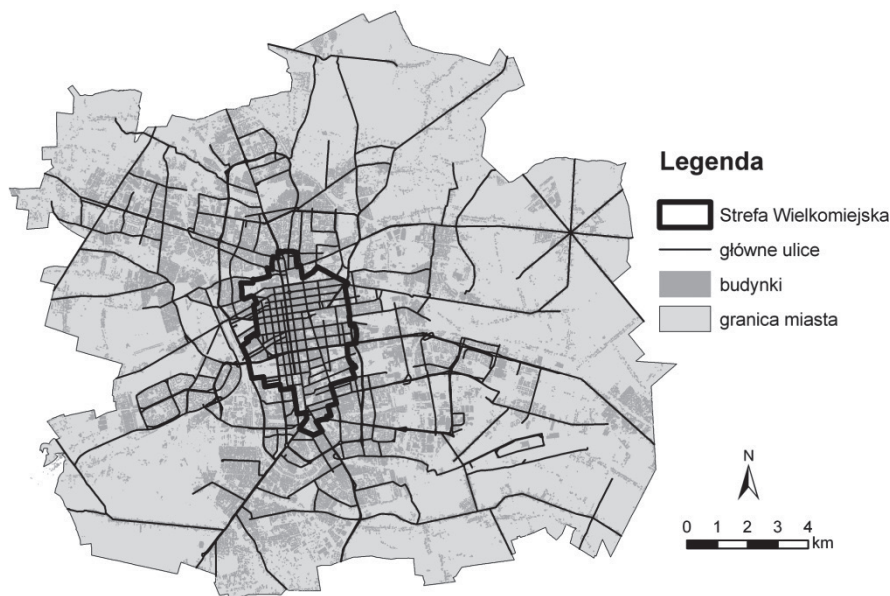 Legenda
Strefa Wielkomiejska
główne ulice
budynki
granica miasta
N
0 1 2 3 4
km